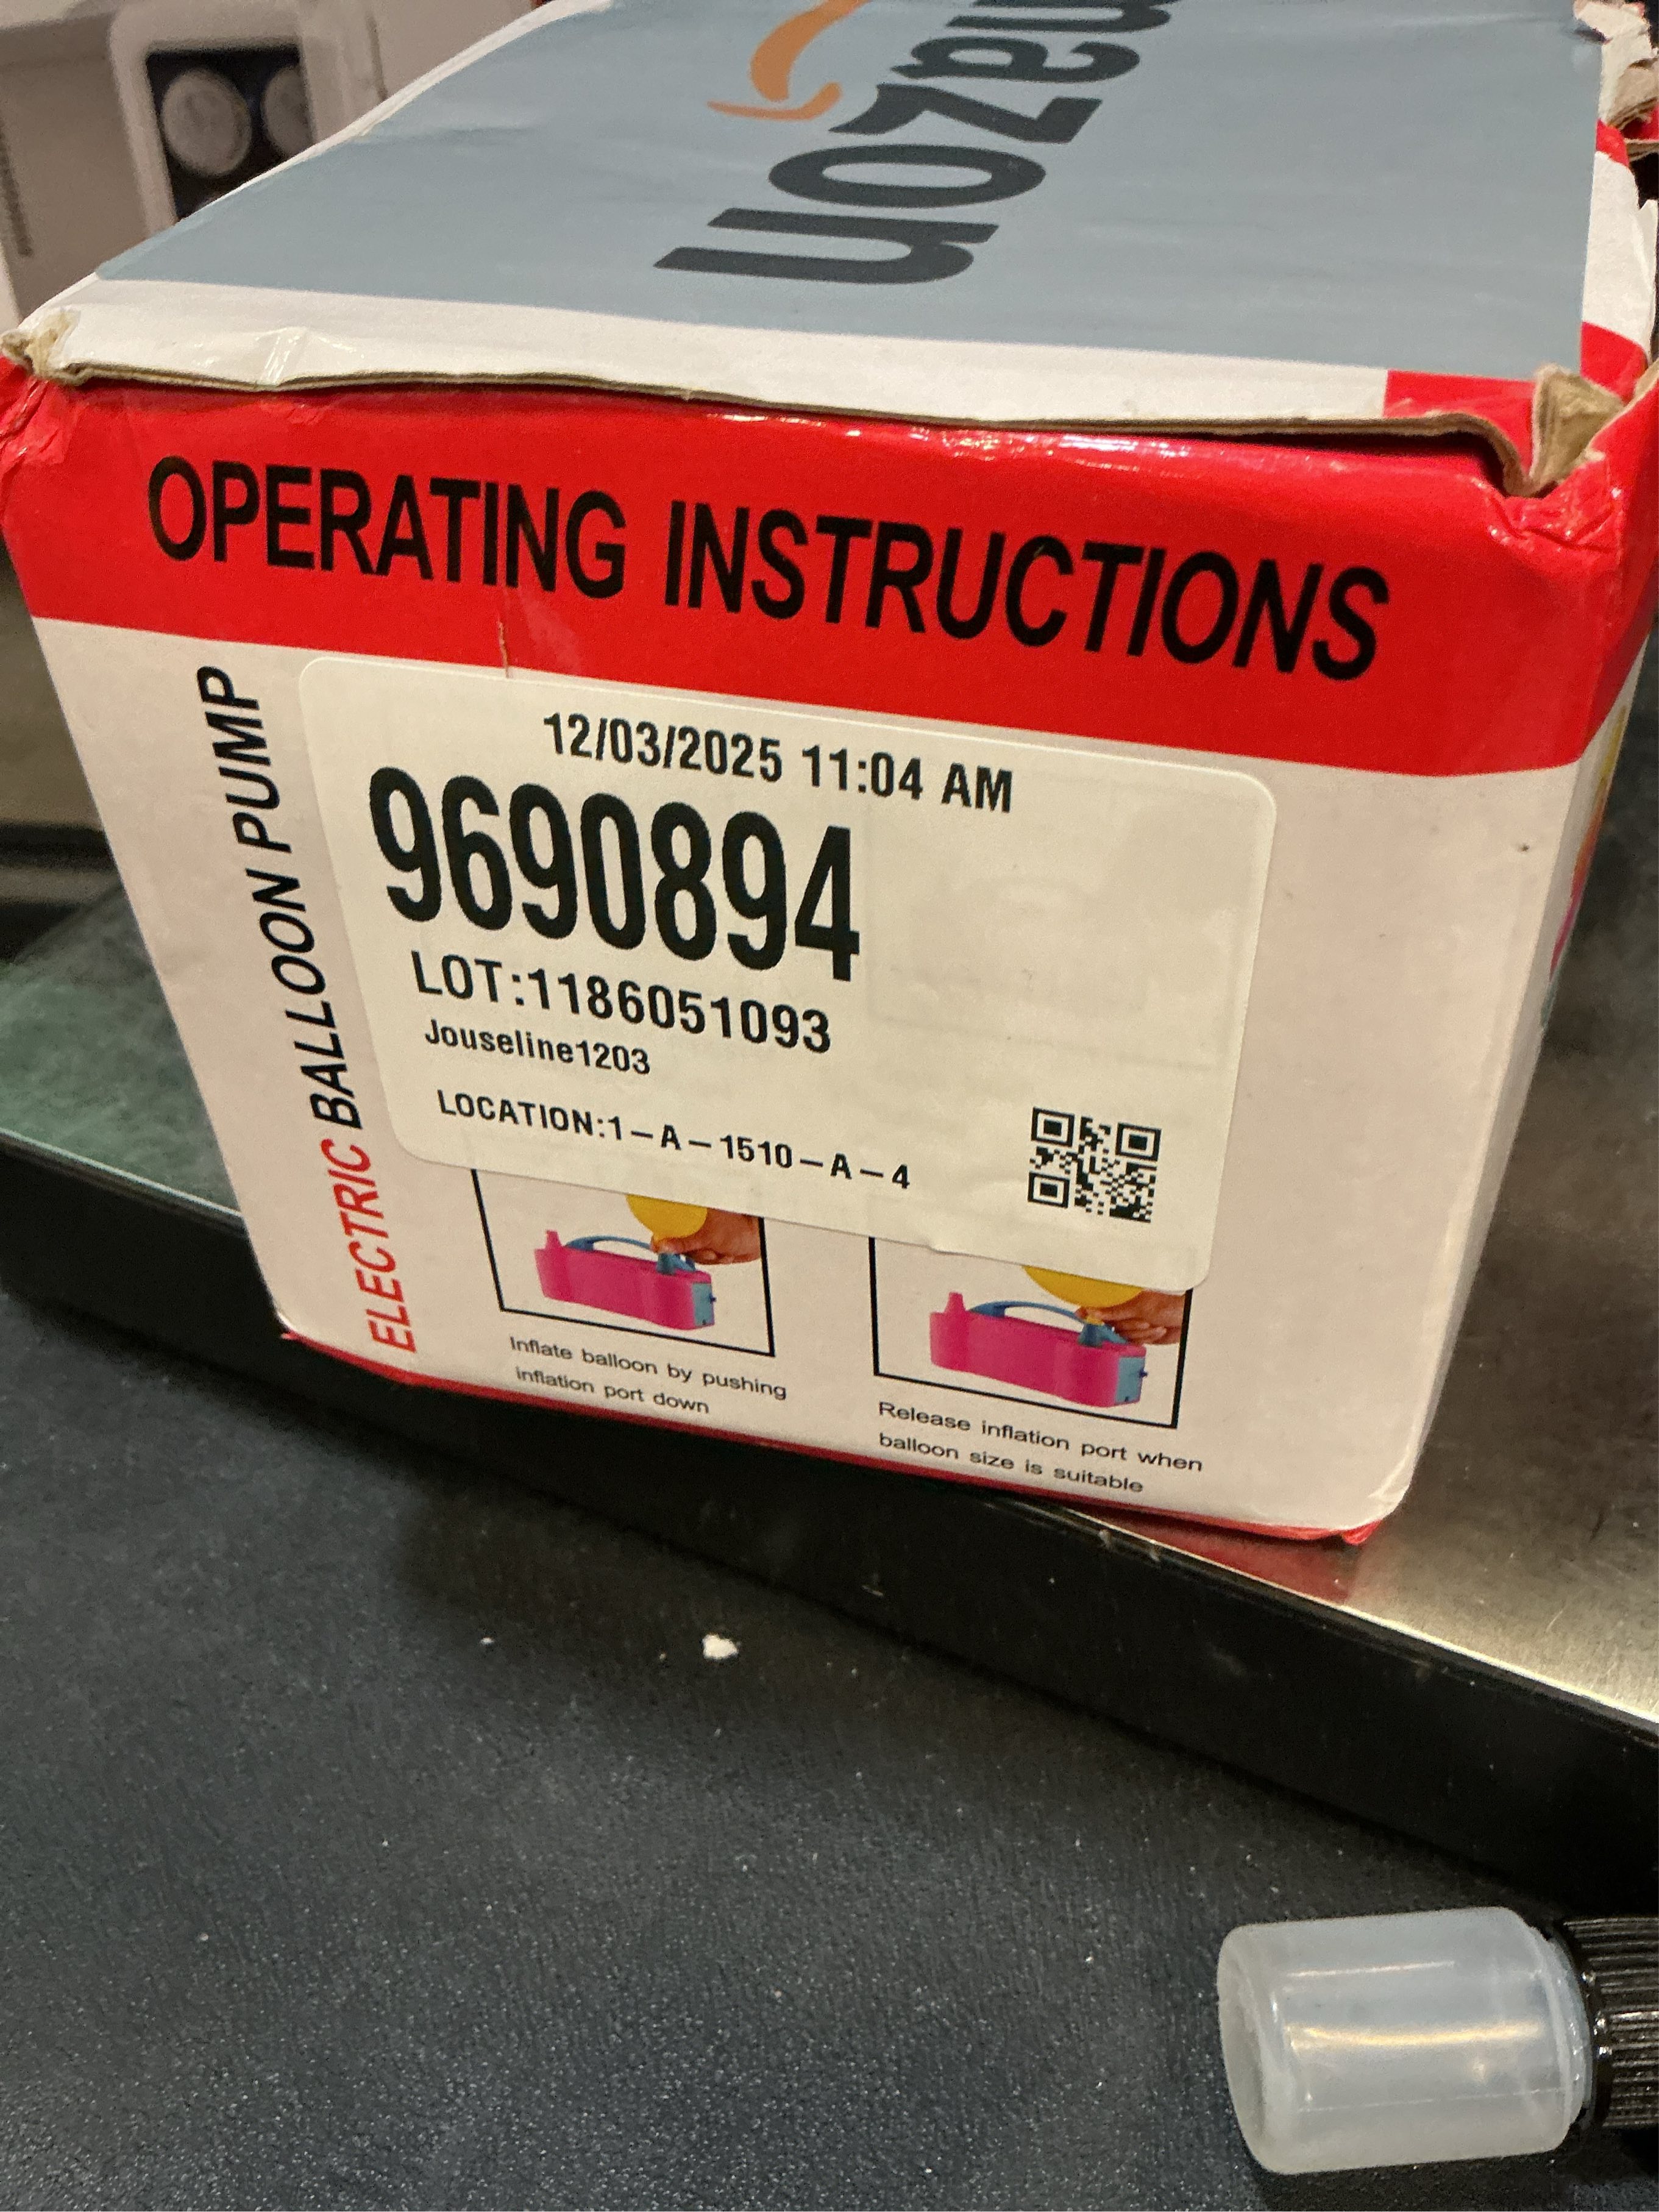 amazon
OPERATING INSTRUCTIONS
ELECTRIC BALLOON PUMP
12/03/2025 11:04 AM
9690894
LOT:1186051093
Jouseline1203
LOCATION:1-A-1510-A-4
Inflate balloon by pushing
inflation port down
Release inflation port when
balloon size is suitable